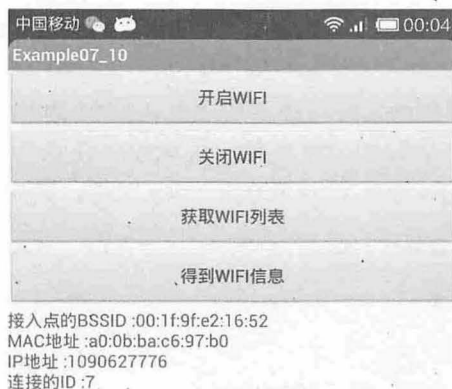 中国移动 00:04
Example07_10
开启WIFI
关闭WIFI
获取WIFI列表
得到WIFI信息
接入点的BSSID :00:1f:9f:e2:16:52
MAC地址 :a0:0b:ba:c6:97:b0
IP地址 :1090627776
连接的ID :7